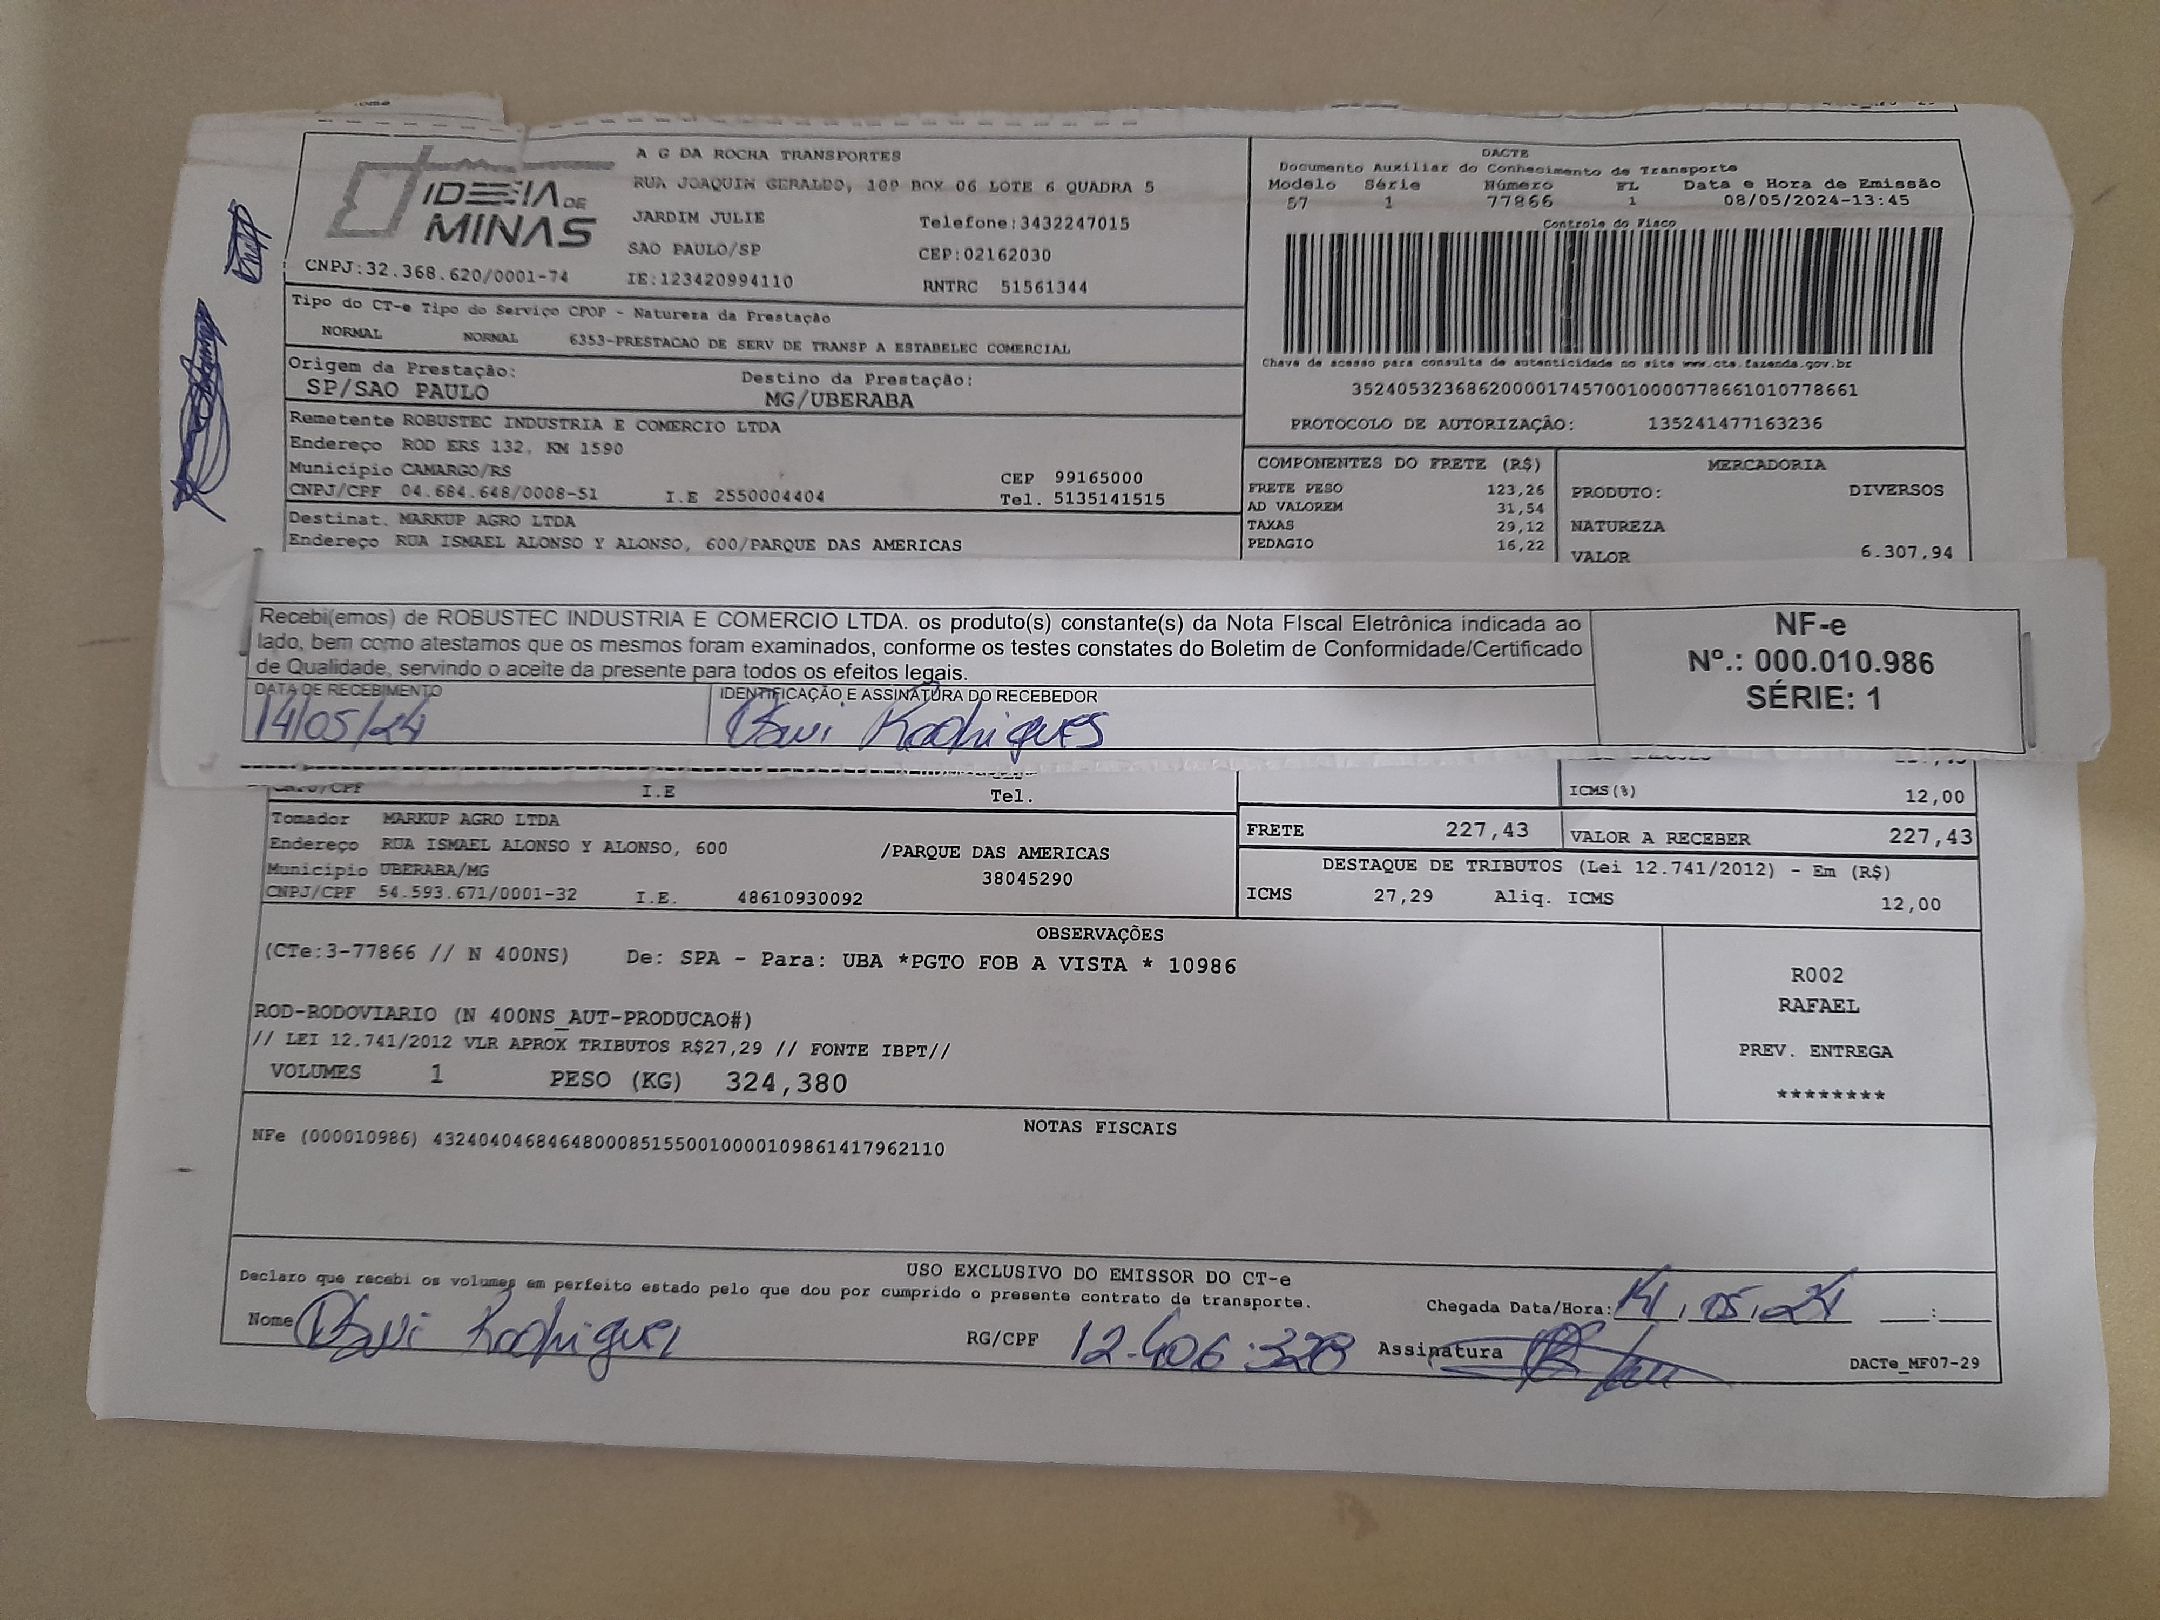 IDEIA DE
MINAS
CNPJ:32.368.620/0001-74
A G DA ROCHA TRANSPORTES
RUA JOAQUIM GERALDO, 109 BOX 06 LOTE 6 QUADRA 5
JARDIM JULIE Telefone:3432247015
SAO PAULO/SP CEP:02162030
IE:123420994110 RNTRC 51561344
DACTE
Documento Auxiliar do Conhecimento de Transporte
Modelo Série Número FL Data e Hora de Emissão
57 1 77866 1 08/05/2024-13:45
Controle do Fisco
Chave de acesso para consulta de autenticidade no site www.cte.fazenda.gov.br
35240532368620000174570010000778661010778661
PROTOCOLO DE AUTORIZAÇÃO: 135241477163236
Tipo do CT-e Tipo do Serviço CFOP - Natureza da Prestação
NORMAL NORMAL 6353-PRESTACAO DE SERV DE TRANSP A ESTABELEC COMERCIAL
Origem da Prestação: Destino da Prestação:
SP/SAO PAULO MG/UBERABA
Remetente ROBUSTEC INDUSTRIA E COMERCIO LTDA
Endereço ROD ERS 132, KM 1590
Município CAMARGO/RS CEP 99165000
CNPJ/CPF 04.684.648/0008-51 I.E 2550004404 Tel. 5135141515
Destinat. MARKUP AGRO LTDA
Endereço RUA ISMAEL ALONSO Y ALONSO, 600/PARQUE DAS AMERICAS
COMPONENTES DO FRETE (R$) MERCADORIA
FRETE PESO 123,26 PRODUTO: DIVERSOS
AD VALOREM 31,54
TAXAS 29,12 NATUREZA
PEDAGIO 16,22 VALOR 6.307,94
Recebi(emos) de ROBUSTEC INDUSTRIA E COMERCIO LTDA. os produto(s) constante(s) da Nota FIscal Eletrônica indicada ao
lado, bem como atestamos que os mesmos foram examinados, conforme os testes constates do Boletim de Conformidade/Certificado
de Qualidade, servindo o aceite da presente para todos os efeitos legais.
DATA DE RECEBIMENTO IDENTIFICAÇÃO E ASSINATURA DO RECEBEDOR
14/05/24 Rodrigues
NF-e
Nº.: 000.010.986
SÉRIE: 1
CNPJ/CPF I.E Tel.
ICMS(%) 12,00
Tomador MARKUP AGRO LTDA
Endereço RUA ISMAEL ALONSO Y ALONSO, 600 /PARQUE DAS AMERICAS
Município UBERABA/MG 38045290
CNPJ/CPF 54.593.671/0001-32 I.E. 48610930092
FRETE 227,43 VALOR A RECEBER 227,43
DESTAQUE DE TRIBUTOS (Lei 12.741/2012) - Em (R$)
ICMS 27,29 Aliq. ICMS 12,00
OBSERVAÇÕES
(CTe:3-77866 // N 400NS) De: SPA - Para: UBA *PGTO FOB A VISTA * 10986
ROD-RODOVIARIO (N 400NS_AUT-PRODUCAO#)
// LEI 12.741/2012 VLR APROX TRIBUTOS R$27,29 // FONTE IBPT//
VOLUMES 1 PESO (KG) 324,380
R002
RAFAEL
PREV. ENTREGA
********
NOTAS FISCAIS
NFe (000010986) 43240404684648000851550010000109861417962110
USO EXCLUSIVO DO EMISSOR DO CT-e
Declaro que recebi os volumes em perfeito estado pelo que dou por cumprido o presente contrato de transporte.
Chegada Data/Hora: 14.05.24 :
Nome Rodrigues RG/CPF 12.406.328 Assinatura
DACTe_MF07-29